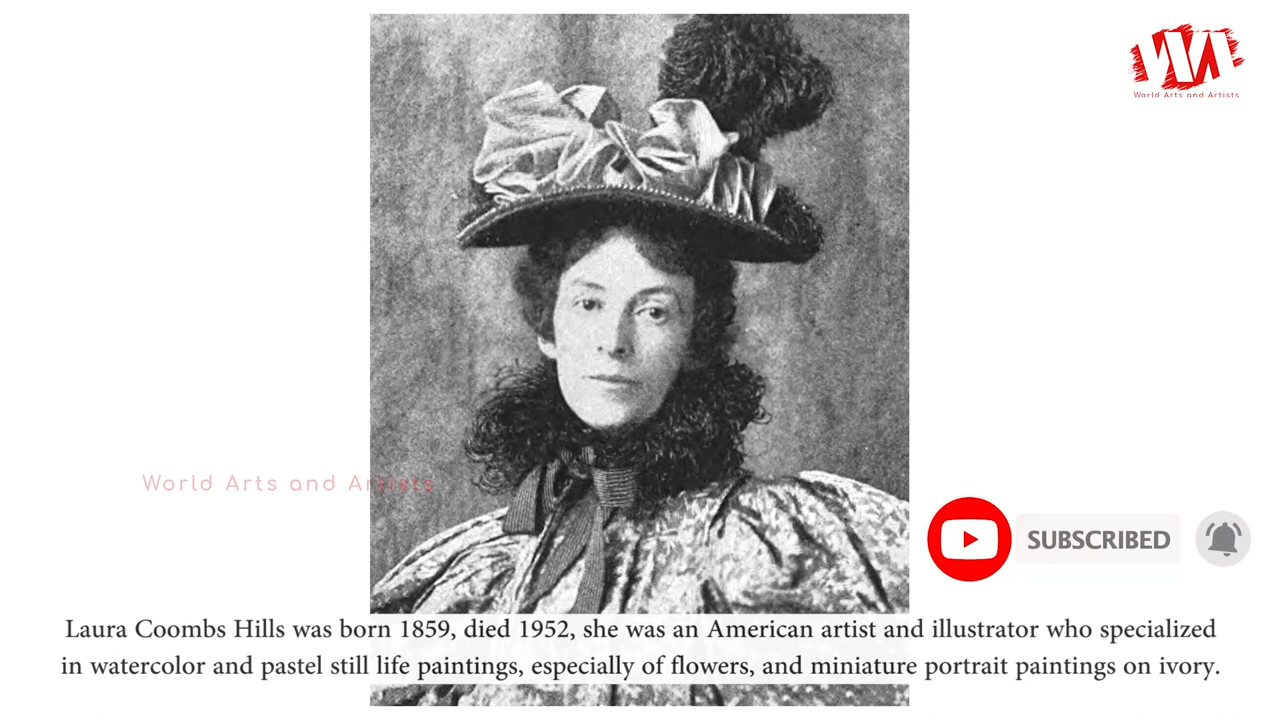 World Arts and Artists
World Arts and Artists
SUBSCRIBED
Laura Coombs Hills was born 1859, died 1952, she was an American artist and illustrator who specialized
in watercolor and pastel still life paintings, especially of flowers, and miniature portrait paintings on ivory.